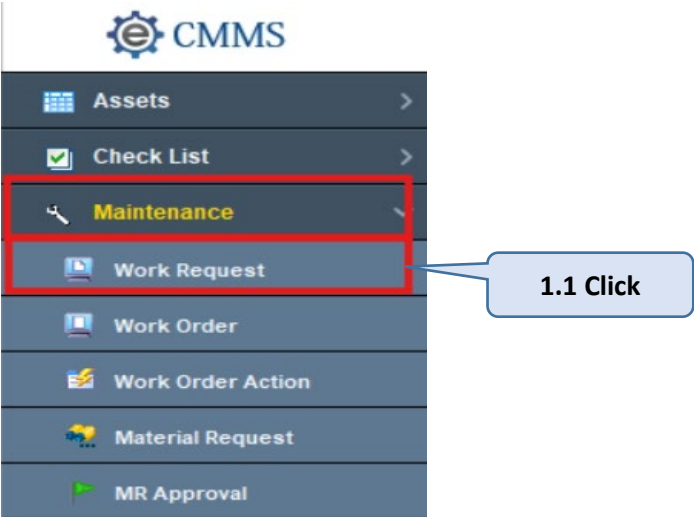 e CMMS
Assets
Check List
Maintenance
Work Request
1.1 Click
Work Order
Work Order Action
Material Request
MR Approval